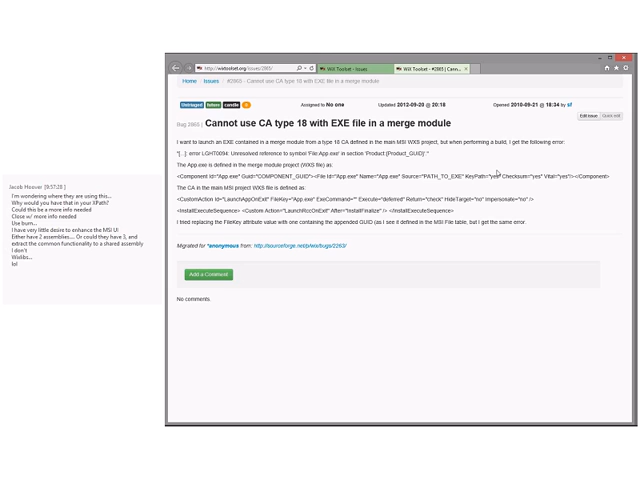 http://wixtoolset.org/issues/2865/
WiX Toolset - Issues
WiX Toolset - #2865 | Cann...
Home
Issues
#2865 - Cannot use CA type 18 with EXE file in a merge module
Untriaged
future
candle
Assigned to No one
Updated 2012-09-20 @ 20:18
Opened 2010-09-21 @ 18:34 by
Edit issue
Bug 2865 | Cannot use CA type 18 with EXE file in a merge module
I want to launch an EXE contained in a merge module from a type 18 CA defined in the main MSI WXS project, but when performing a build, I get the following error:
"[...]: error LGHT0094: Unresolved reference to symbol 'File:App.exe' in section 'Product:{Product_GUID}'."
The App.exe is defined in the merge module project (WXS file) as:
<Component Id="App.exe" Guid="COMPONENT_GUID"><File Id="App.exe" Name="App.exe" Source="PATH_TO_EXE" KeyPath="yes" Checksum="yes" Vital="yes"/></Component>
The CA in the main MSI project WXS file is defined as:
<CustomAction Id="LaunchAppOnExit" FileKey="App.exe" ExeCommand="" Execute="deferred" Return="check" HideTarget="no" Impersonate="no" />
<InstallExecuteSequence> <Custom Action="LaunchRccOnExit" After="InstallFinalize" /> </InstallExecuteSequence>
I tried replacing the FileKey attribute value with one containing the appended GUID (as I see it defined in the MSI File table, but I get the same error.
Migrated for *anonymous from: http://sourceforge.net/p/wix/bugs/2263/
Add a Comment
No comments.
Jacob Hoover [9:57:28 ]
I'm wondering where they are using this...
Why would you have that in your XPath?
Could this be a more info needed
Close w/ more info needed
Use burn...
I have very little desire to enhance the MSI UI
Either have 2 assemblies.... Or could they have 3, and
extract the common functionality to a shared assembly
I don't
Wixlibs...
lol